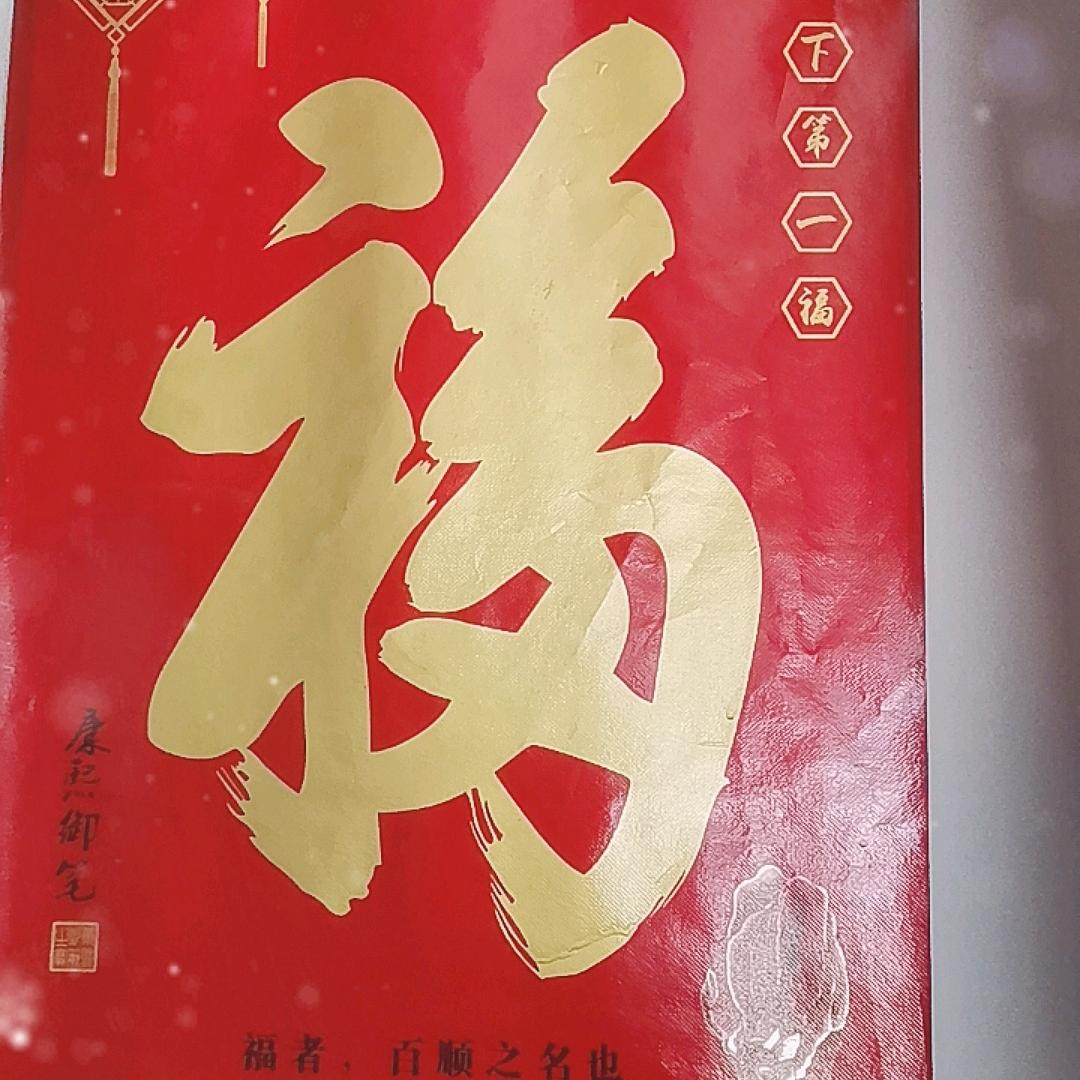 福
下第一福
康熙御笔
福者，百顺之名也